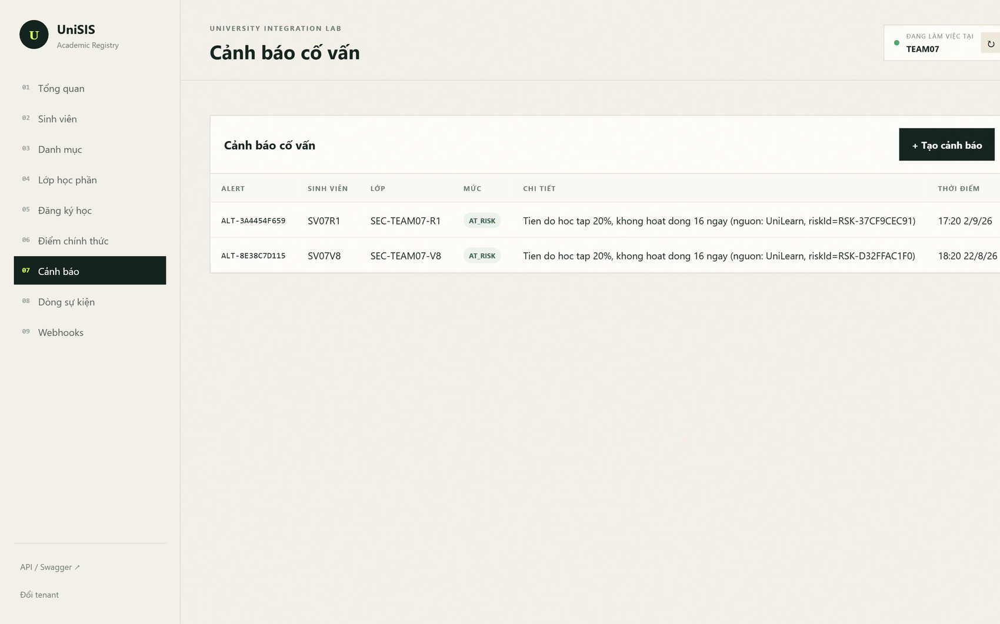 U
UniSIS
Academic Registry
01 Tổng quan
02 Sinh viên
03 Danh mục
04 Lớp học phần
05 Đăng ký học
06 Điểm chính thức
07 Cảnh báo
08 Dòng sự kiện
09 Webhooks
API / Swagger ↗
Đổi tenant
UNIVERSITY INTEGRATION LAB
Cảnh báo cố vấn
ĐANG LÀM VIỆC TẠI
TEAM07
↻
Cảnh báo cố vấn
+ Tạo cảnh báo
ALERT SINH VIÊN LỚP MỨC CHI TIẾT THỜI ĐIỂM
ALT-3A4454F659 SV07R1 SEC-TEAM07-R1 AT_RISK Tien do hoc tap 20%, khong hoat dong 16 ngay (nguon: UniLearn, riskId=RSK-37CF9CEC91) 17:20 2/9/26
ALT-8E38C7D115 SV07V8 SEC-TEAM07-V8 AT_RISK Tien do hoc tap 20%, khong hoat dong 16 ngay (nguon: UniLearn, riskId=RSK-D32FFAC1F0) 18:20 22/8/26